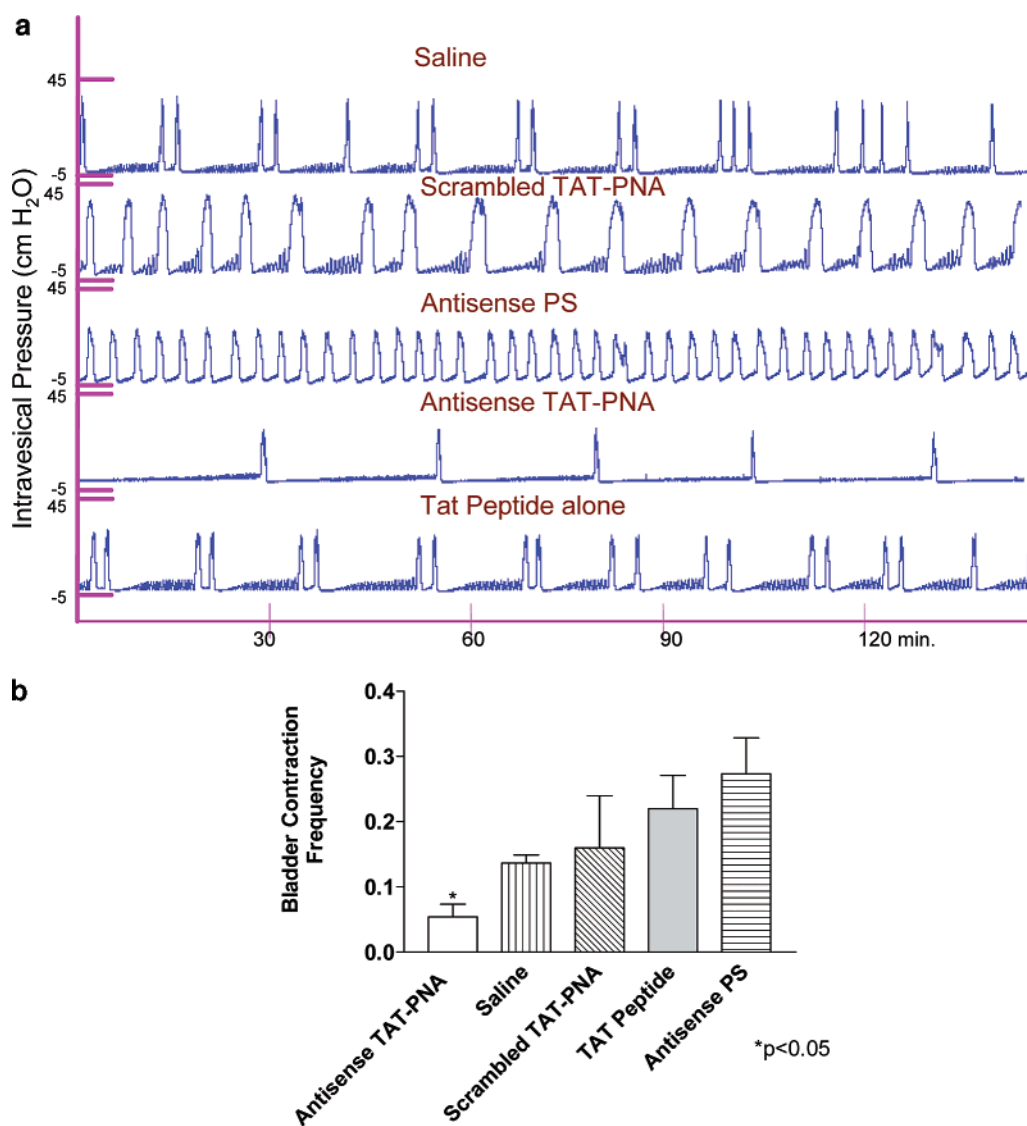 a
Saline
45
-5
Scrambled TAT-PNA
45
-5
Antisense PS
45
-5
Antisense TAT-PNA
45
-5
Tat Peptide alone
45
-5
Intravesical Pressure (cm H₂O)
30 60 90 120 min.
b
0.4
0.3
0.2
0.1
0.0
Bladder Contraction
Frequency
*
Antisense TAT-PNA
Saline
Scrambled TAT-PNA
TAT Peptide
Antisense PS
*p<0.05